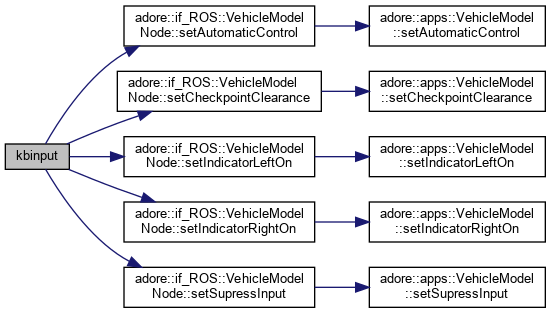 adore::if_ROS::VehicleModel
Node::setAutomaticControl
adore::apps::VehicleModel
::setAutomaticControl
adore::if_ROS::VehicleModel
Node::setCheckpointClearance
adore::apps::VehicleModel
::setCheckpointClearance
kbinput
adore::if_ROS::VehicleModel
Node::setIndicatorLeftOn
adore::apps::VehicleModel
::setIndicatorLeftOn
adore::if_ROS::VehicleModel
Node::setIndicatorRightOn
adore::apps::VehicleModel
::setIndicatorRightOn
adore::if_ROS::VehicleModel
Node::setSupressInput
adore::apps::VehicleModel
::setSupressInput